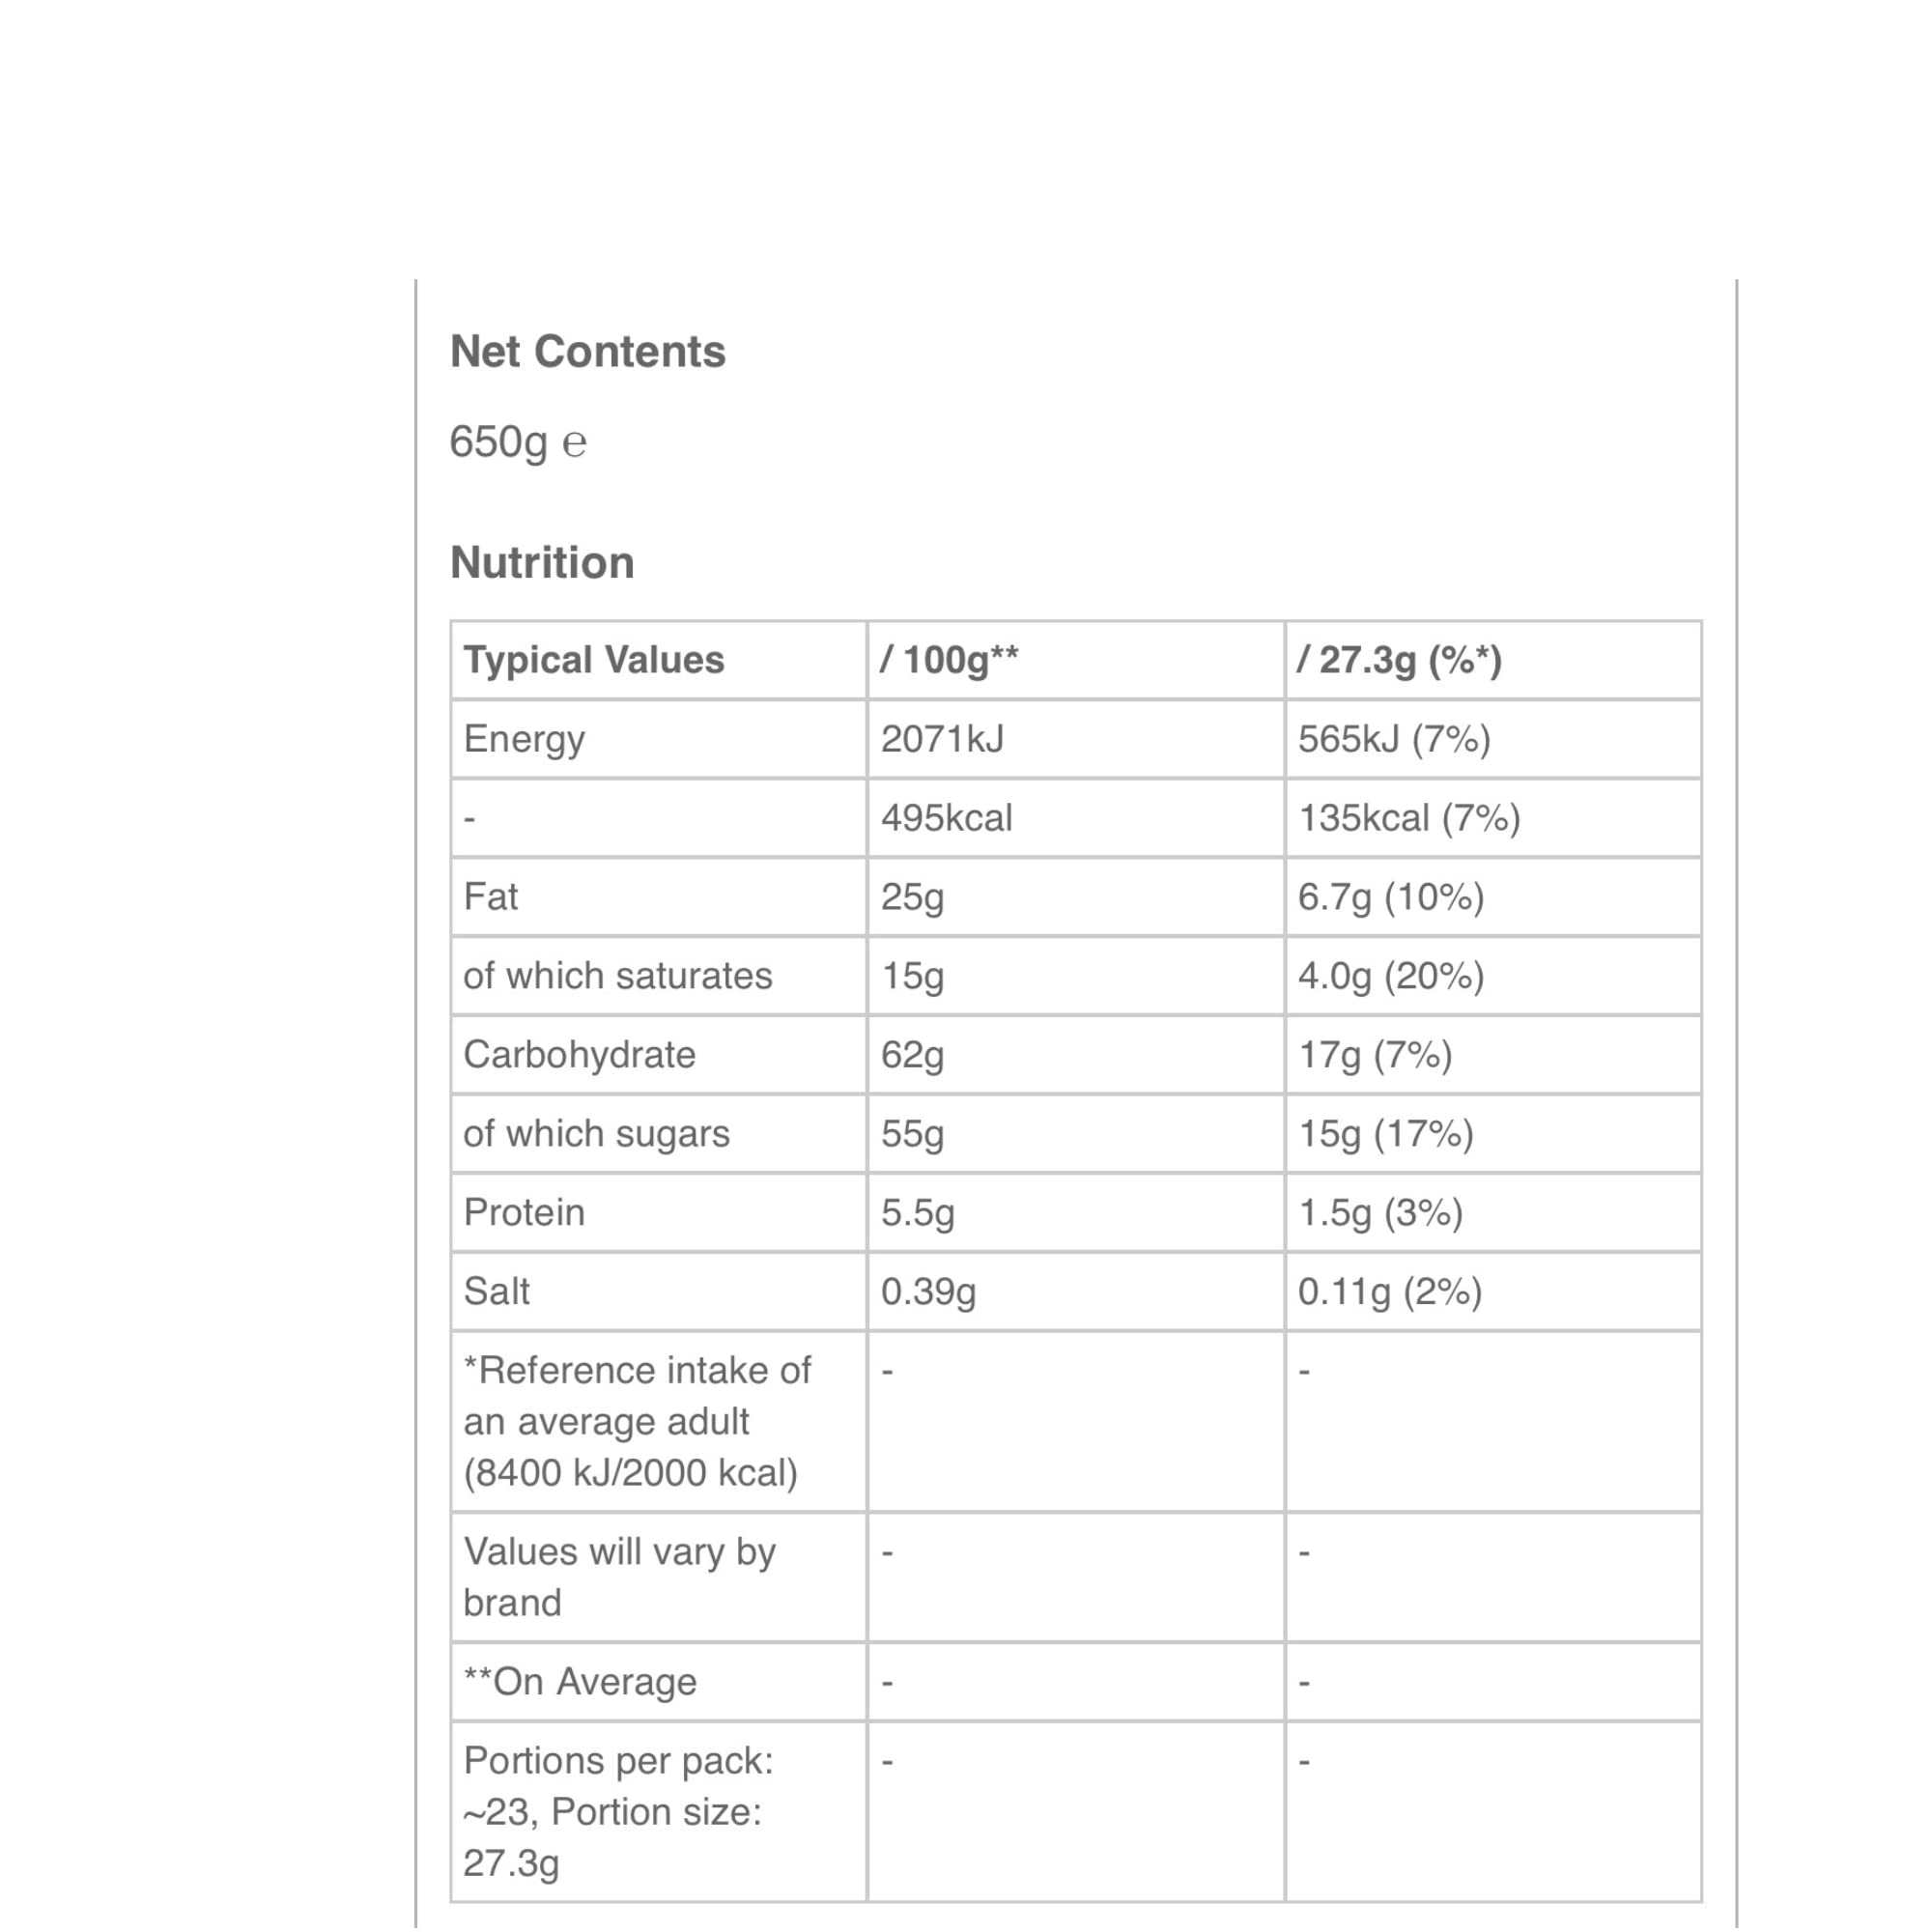 Net Contents
650g ℮
Nutrition
Typical Values / 100g** / 27.3g (%*)
Energy 2071kJ 565kJ (7%)
- 495kcal 135kcal (7%)
Fat 25g 6.7g (10%)
of which saturates 15g 4.0g (20%)
Carbohydrate 62g 17g (7%)
of which sugars 55g 15g (17%)
Protein 5.5g 1.5g (3%)
Salt 0.39g 0.11g (2%)
*Reference intake of - -
an average adult
(8400 kJ/2000 kcal)
Values will vary by - -
brand
**On Average - -
Portions per pack: - -
~23, Portion size:
27.3g